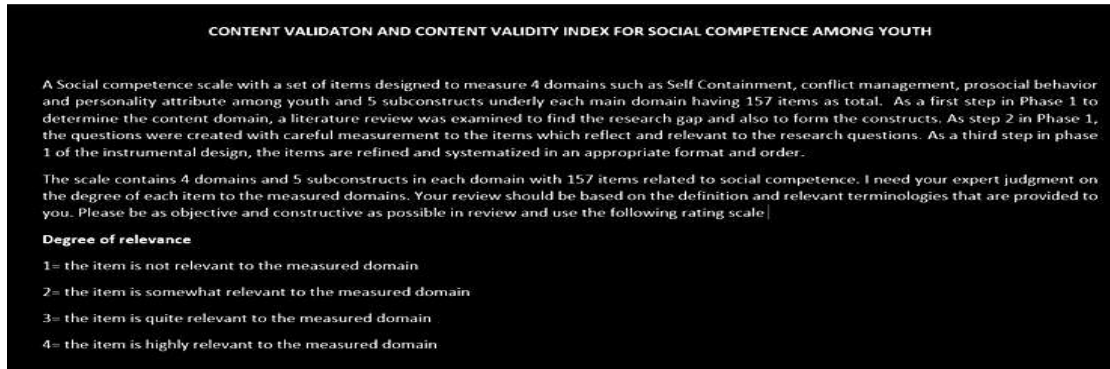 CONTENT VALIDATON AND CONTENT VALIDITY INDEX FOR SOCIAL COMPETENCE AMONG YOUTH
A Social competence scale with a set of items designed to measure 4 domains such as Self Containment, conflict management, prosocial behavior
and personality attribute among youth and 5 subconstructs underly each main domain having 157 items as total. As a first step in Phase 1 to
determine the content domain, a literature review was examined to find the research gap and also to form the constructs. As step 2 in Phase 1,
the questions were created with careful measurement to the items which reflect and relevant to the research questions. As a third step in phase
1 of the instrumental design, the items are refined and systematized in an appropriate format and order.
The scale contains 4 domains and 5 subconstructs in each domain with 157 items related to social competence. I need your expert judgment on
the degree of each item to the measured domains. Your review should be based on the definition and relevant terminologies that are provided to
you. Please be as objective and constructive as possible in review and use the following rating scale
Degree of relevance
1= the item is not relevant to the measured domain
2= the item is somewhat relevant to the measured domain
3= the item is quite relevant to the measured domain
4= the item is highly relevant to the measured domain